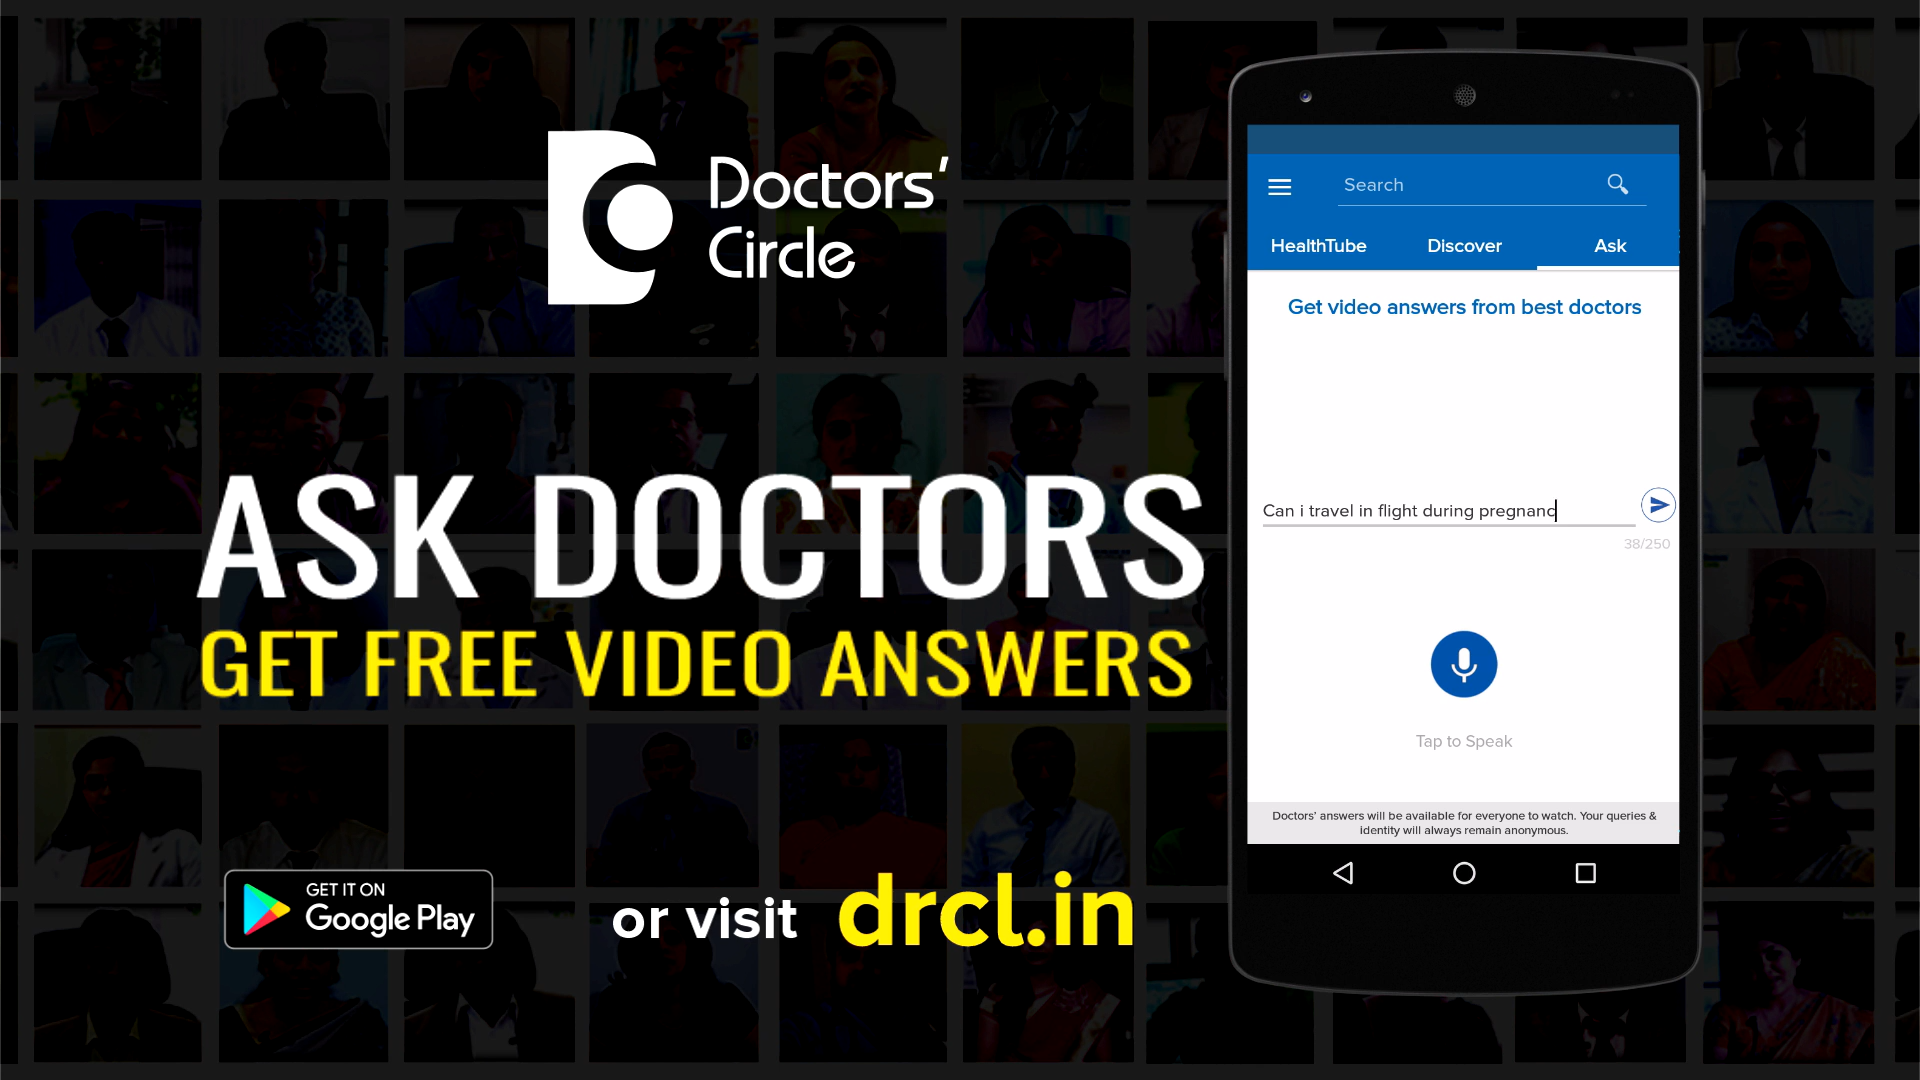 Doctors'
Circle
ASK DOCTORS
GET FREE VIDEO ANSWERS
GET IT ON
Google Play
or visit drcl.in
Search
HealthTube Discover Ask
Get video answers from best doctors
Can i travel in flight during pregnanc
38/250
Tap to Speak
Doctors' answers will be available for everyone to watch. Your queries &
identity will always remain anonymous.